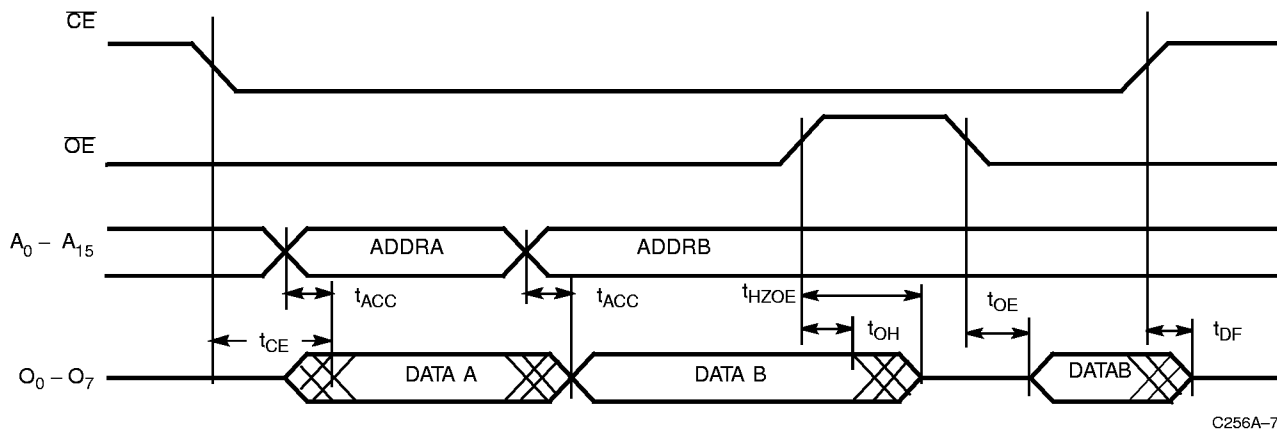 CE
OE
A0 – A15 ADDRA ADDRB
tACC tACC tHZOE tOE
tCE tOH tDF
O0 – O7 DATA A DATA B DATAB
C256A–7